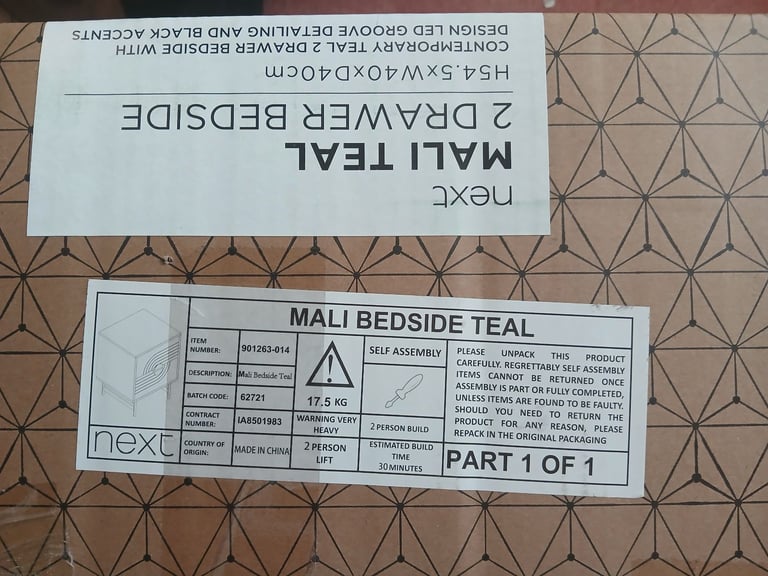 next
MALI TEAL
2 DRAWER BEDSIDE
H54.5xW40xD40cm
CONTEMPORARY TEAL 2 DRAWER BEDSIDE WITH
DESIGN LED GROOVE DETAILING AND BLACK ACCENTS
MALI BEDSIDE TEAL
ITEM
NUMBER:
901263-014
DESCRIPTION:
Mali Bedside Teal
BATCH CODE:
62721
CONTRACT
NUMBER:
IA8501983
COUNTRY OF
ORIGIN:
MADE IN CHINA
next
17.5 KG
WARNING VERY
HEAVY
2 PERSON
LIFT
SELF ASSEMBLY
2 PERSON BUILD
ESTIMATED BUILD
TIME
30 MINUTES
PLEASE UNPACK THIS PRODUCT
CAREFULLY. REGRETTABLY SELF ASSEMBLY
ITEMS CANNOT BE RETURNED ONCE
ASSEMBLY IS PART OR FULLY COMPLETED,
UNLESS ITEMS ARE FOUND TO BE FAULTY.
SHOULD YOU NEED TO RETURN THE
PRODUCT FOR ANY REASON, PLEASE
REPACK IN THE ORIGINAL PACKAGING
PART 1 OF 1